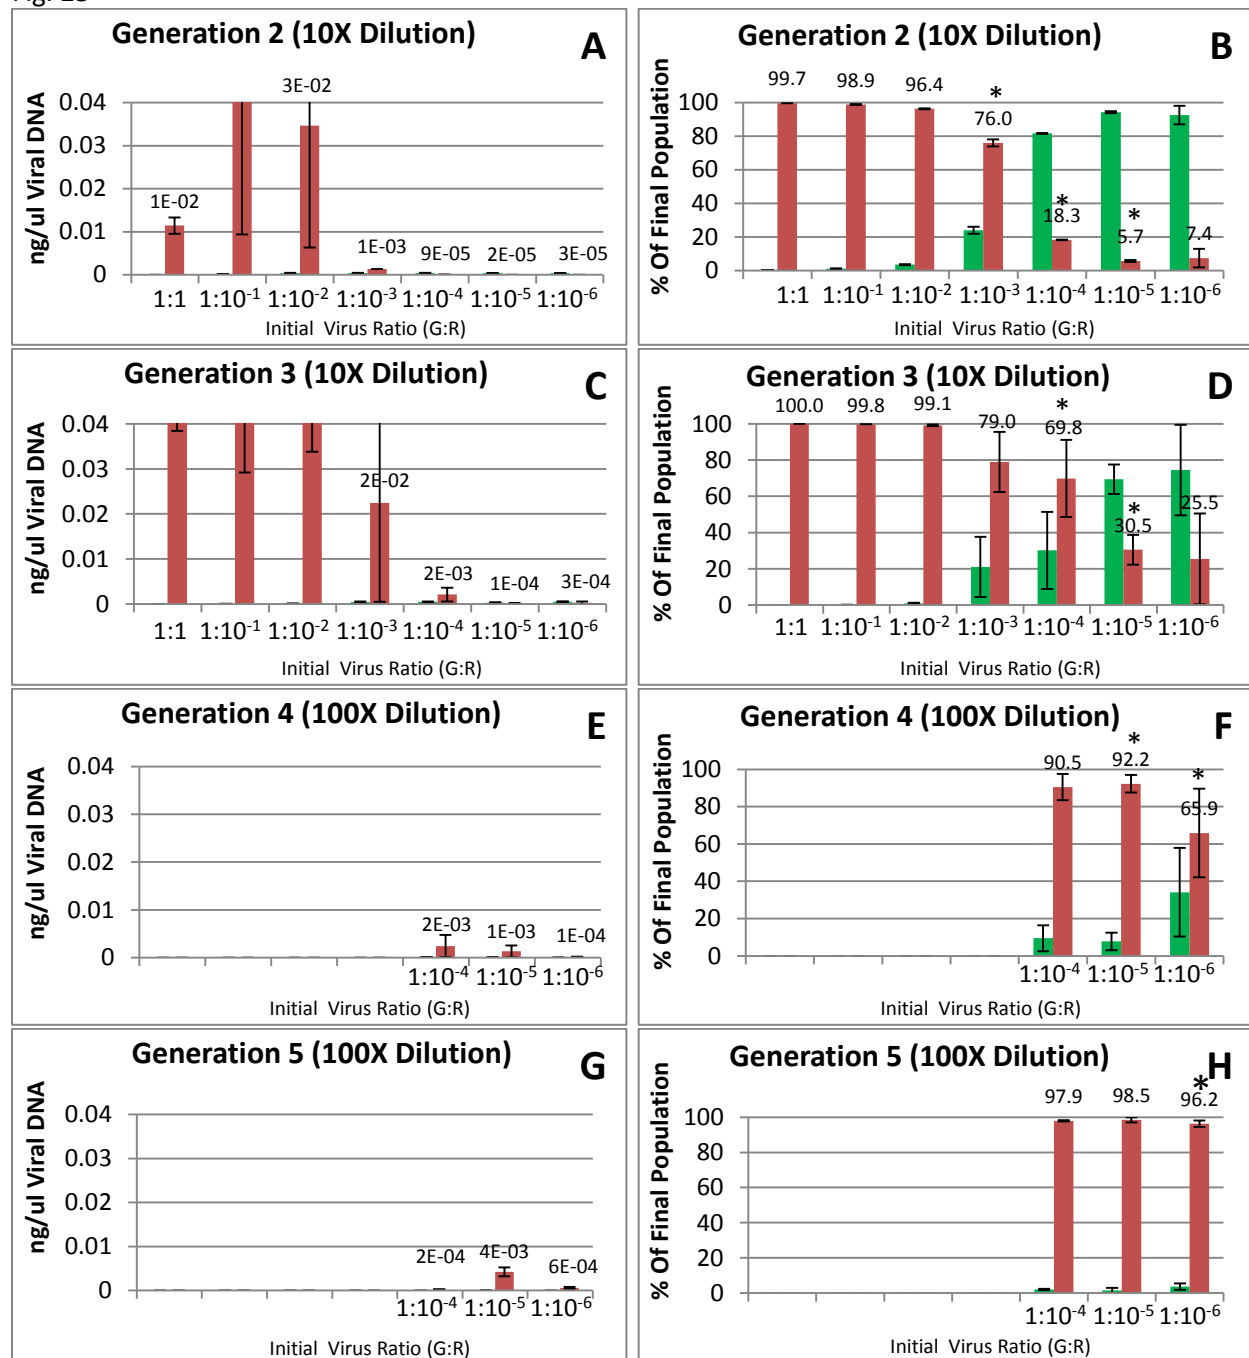 Generation 2 (10X Dilution)
A
3E-02
1E-02
1E-03
9E-05
2E-05
3E-05
0.04
0.03
0.02
0.01
0
ng/ul Viral DNA
1:1 1:10-1 1:10-2 1:10-3 1:10-4 1:10-5 1:10-6
Initial Virus Ratio (G:R)
Generation 2 (10X Dilution)
B
99.7
98.9
96.4
*
76.0
*
18.3
*
5.7
7.4
100
80
60
40
20
0
% Of Final Population
1:1 1:10-1 1:10-2 1:10-3 1:10-4 1:10-5 1:10-6
Initial Virus Ratio (G:R)
Generation 3 (10X Dilution)
C
2E-02
2E-03
1E-04
3E-04
0.04
0.03
0.02
0.01
0
ng/ul Viral DNA
1:1 1:10-1 1:10-2 1:10-3 1:10-4 1:10-5 1:10-6
Initial Virus Ratio (G:R)
Generation 3 (10X Dilution)
D
100.0
99.8
99.1
79.0
*
69.8
*
30.5
25.5
100
80
60
40
20
0
% Of Final Population
1:1 1:10-1 1:10-2 1:10-3 1:10-4 1:10-5 1:10-6
Initial Virus Ratio (G:R)
Generation 4 (100X Dilution)
E
2E-03
1E-03
1E-04
0.04
0.03
0.02
0.01
0
ng/ul Viral DNA
1:10-4 1:10-5 1:10-6
Initial Virus Ratio (G:R)
Generation 4 (100X Dilution)
F
90.5
*
92.2
*
65.9
100
80
60
40
20
0
% Of Final Population
1:10-4 1:10-5 1:10-6
Initial Virus Ratio (G:R)
Generation 5 (100X Dilution)
G
2E-04
4E-03
6E-04
0.04
0.03
0.02
0.01
0
ng/ul Viral DNA
1:10-4 1:10-5 1:10-6
Initial Virus Ratio (G:R)
Generation 5 (100X Dilution)
H
97.9
98.5
*
96.2
100
80
60
40
20
0
% Of Final Population
1:10-4 1:10-5 1:10-6
Initial Virus Ratio (G:R)